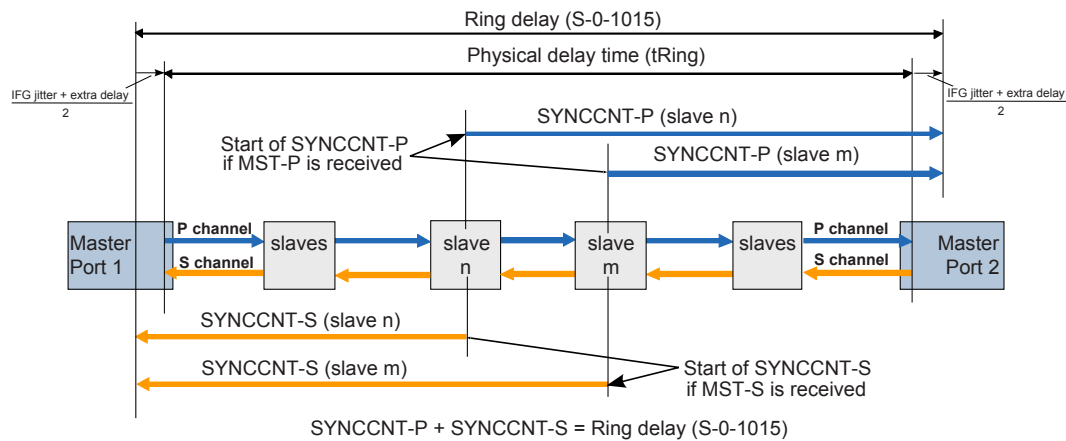 Ring delay (S-0-1015)
Physical delay time (tRing)
IFG jitter + extra delay
2
IFG jitter + extra delay
2
SYNCCNT-P (slave n)
Start of SYNCCNT-P
if MST-P is received
SYNCCNT-P (slave m)
Master
Port 1
P channel
S channel
slaves
slave
n
slave
m
slaves
P channel
S channel
Master
Port 2
SYNCCNT-S (slave n)
SYNCCNT-S (slave m)
Start of SYNCCNT-S
if MST-S is received
SYNCCNT-P + SYNCCNT-S = Ring delay (S-0-1015)